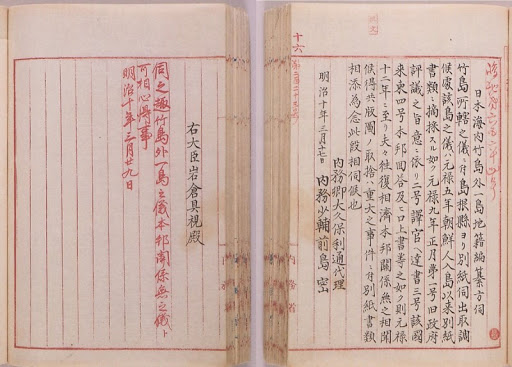 日本海内竹島外一島地籍編纂方伺
竹島所轄之儀ニ付島根縣ヨリ別紙伺出取調
候處該島之儀ハ元禄五年朝鮮人入島以来別紙
書類ニ摘採スル如ク元禄九年正月第一号旧政府
評議之旨意ニ依リ二号譯官ヘ達書三号該國
来柬四号本邦回答及ヒ口上書等之如ク則元禄
十二年ニ至リ夫々往復相濟本邦関係無之相聞
候得共版圖ノ取捨ハ重大之事件ニ付別紙書類
相添為念此段相伺候也
明治十年三月十七日
内務卿大久保利通代理
内務少輔前島密
右大臣岩倉具視殿
伺之趣竹島外一島之儀本邦関係無之儀ト
可相心得事
明治十年三月廿九日
十六
内務省